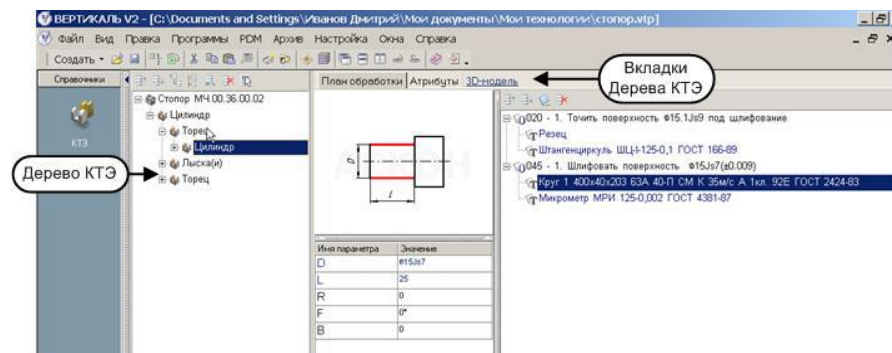 ВЕРТИКАЛЬ V2 - [C:\Documents and Settings\Иванов Дмитрий\Мои документы\Мои технологии\стопор.vtp]
Файл Вид Правка Программы PDM Архив Настройка Окна Справка
Создать
Справочники
План обработки Атрибуты 3D-модель
Вкладки
Дерева КТЭ
КТЭ
Стопор МЧ.00.36.00.02
Цилиндр
Торец
Цилиндр
Лыска(и)
Торец
Дерево КТЭ
D
l
020 - 1. Точить поверхность ф15.1Js9 под шлифование
Резец
Штангенциркуль ШЦ-I-125-0,1 ГОСТ 166-89
045 - 1. Шлифовать поверхность ф15Js7(±0.009)
Круг 1 400х40х203 63А 40-П СМ К 35м/с А 1кл. 92Е ГОСТ 2424-83
Микрометр МРИ 125-0,002 ГОСТ 4381-87
Имя параметра Значение
D ф15Js7
L 25
R 0
F 0°
B 0